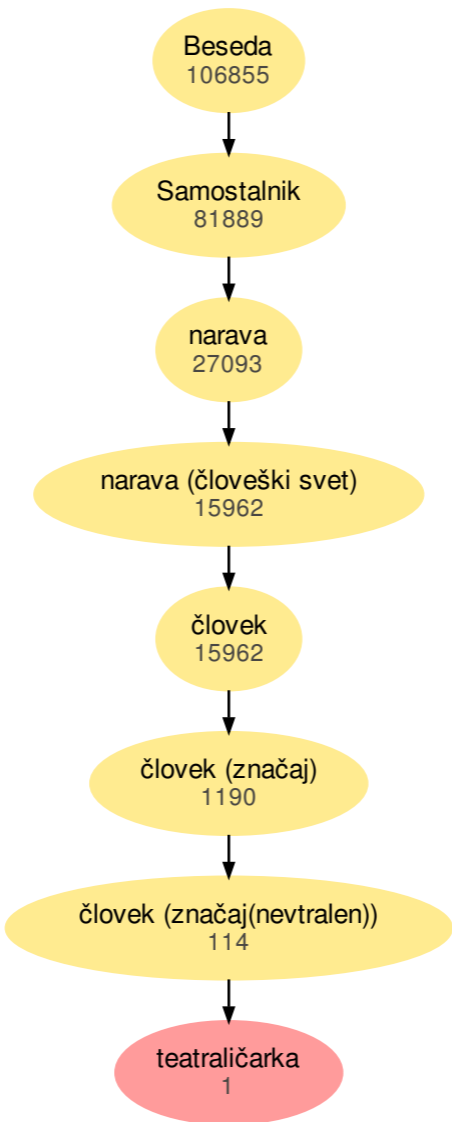 Beseda
106855
Samostalnik
81889
narava
27093
narava (človeški svet)
15962
človek
15962
človek (značaj)
1190
človek (značaj(nevtralen))
114
teatraličarka
1